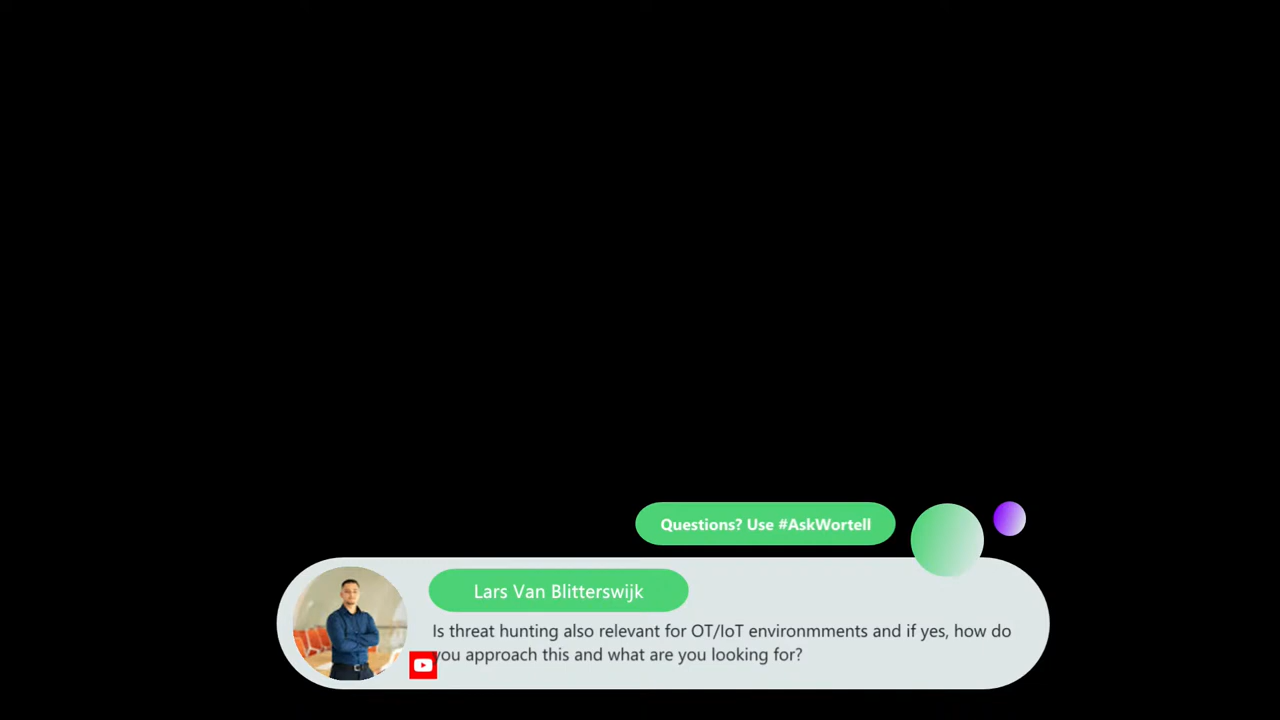 Questions? Use #AskWortell
Lars Van Blitterswijk
Is threat hunting also relevant for OT/IoT environmments and if yes, how do
you approach this and what are you looking for?